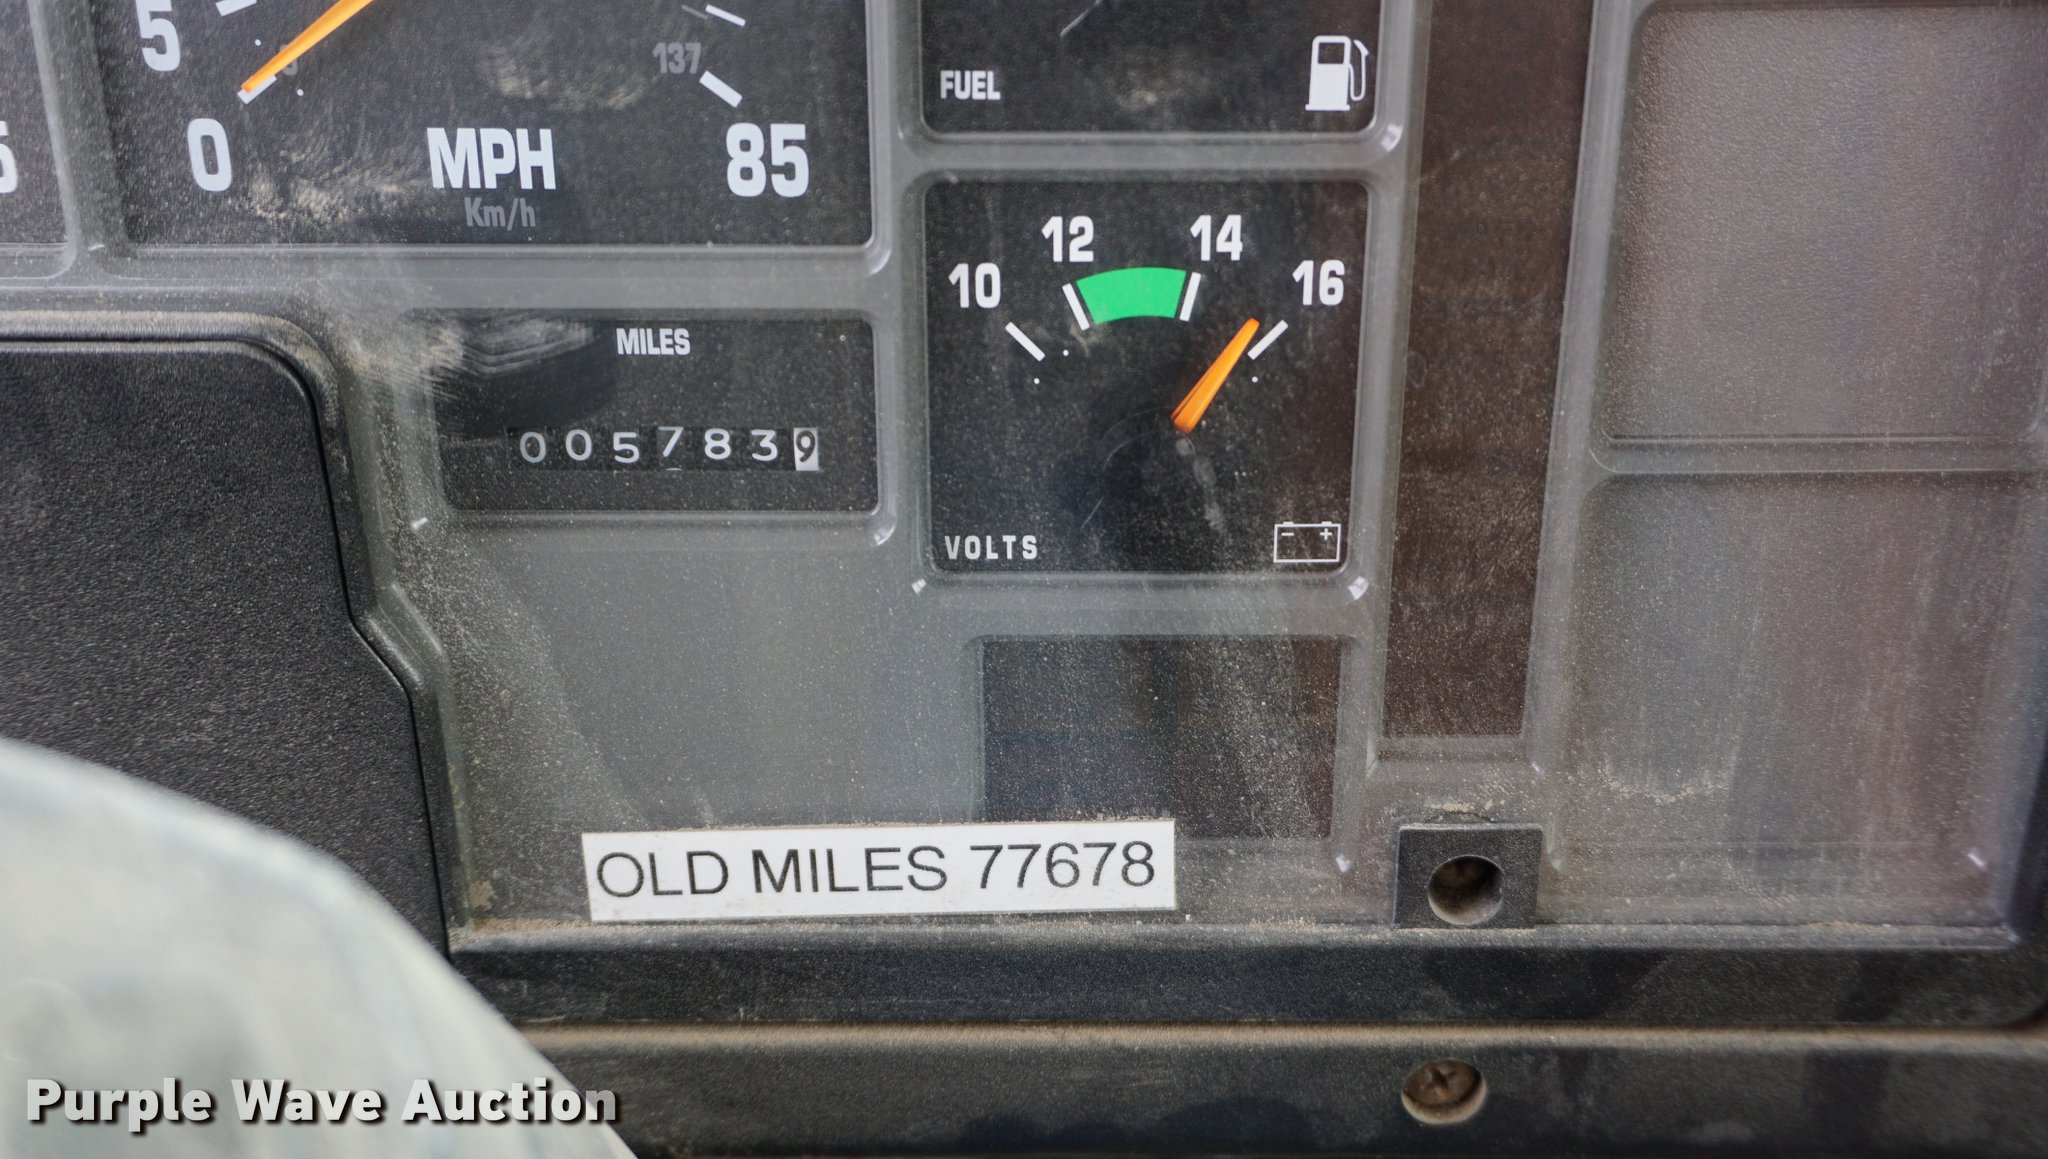 5
0
MPH
Km/h
137
85
5
FUEL
10 12 14 16
VOLTS
- +
MILES
0057839
OLD MILES 77678
Purple Wave Auction